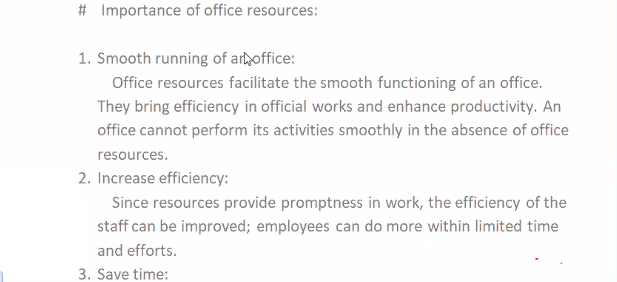 # Importance of office resources:
1. Smooth running of an office:
Office resources facilitate the smooth functioning of an office.
They bring efficiency in official works and enhance productivity. An
office cannot perform its activities smoothly in the absence of office
resources.
2. Increase efficiency:
Since resources provide promptness in work, the efficiency of the
staff can be improved; employees can do more within limited time
and efforts.
3. Save time: